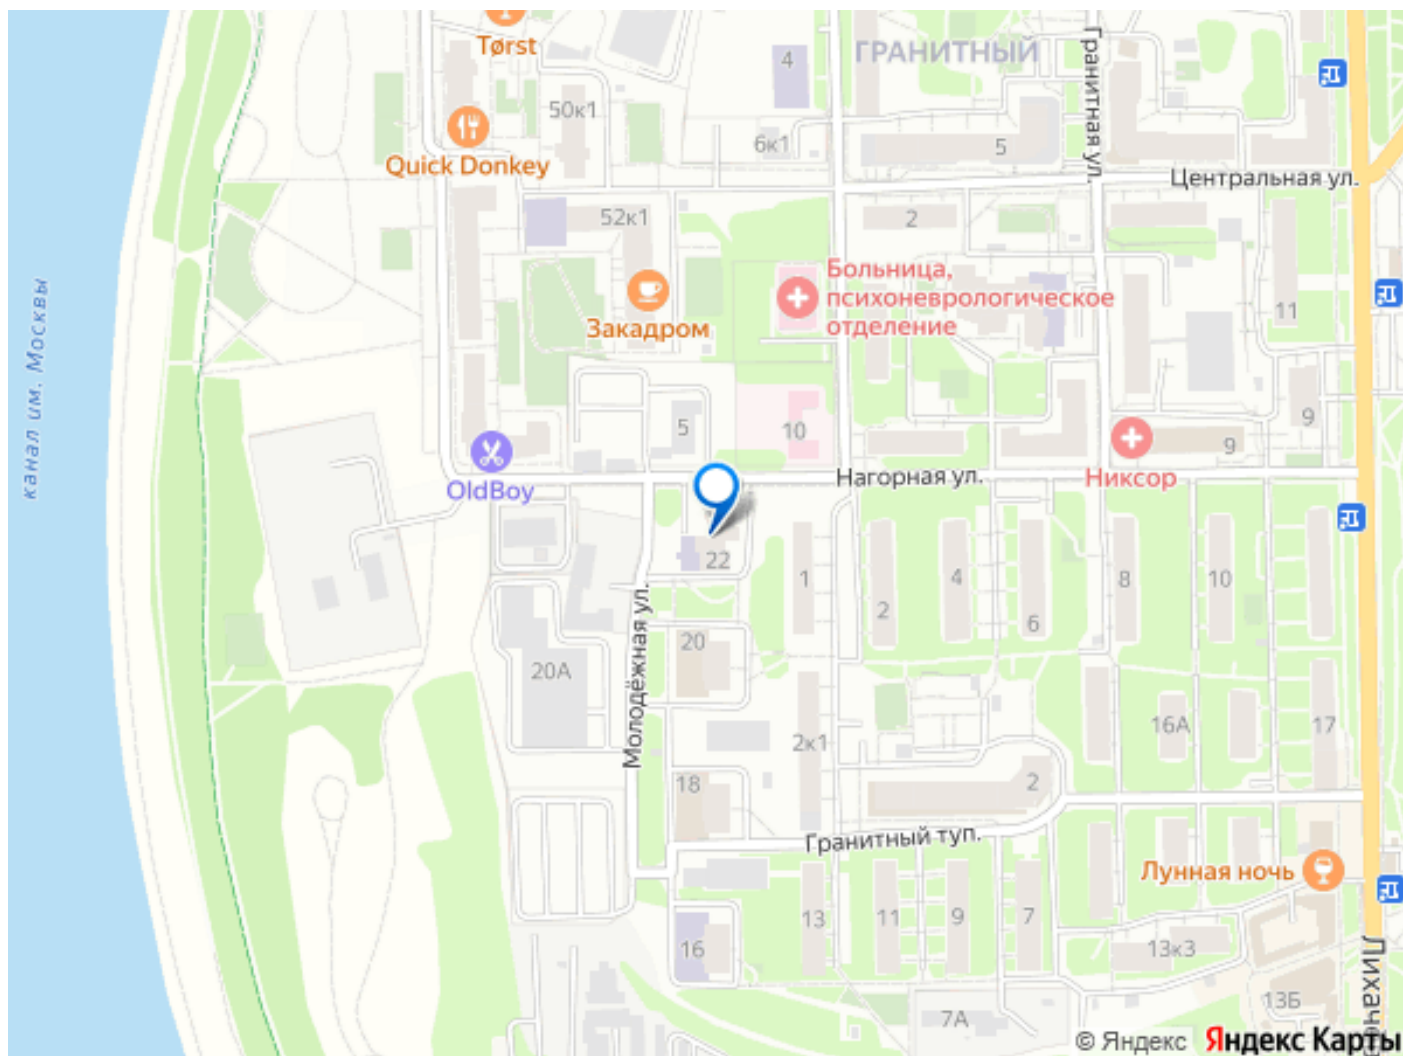 Tørst
4
ГРАНИТНЫЙ
Гранитная ул.
50к1
6к1
5
Quick Donkey
Центральная ул.
52к1
2
Больница,
психоневрологическое
отделение
11
Закадром
канал им. Москвы
5
10
9
9
OldBoy
Нагорная ул.
Никсор
22
1
2
4
6
8
10
Молодёжная ул.
20
20А
2к1
16А
17
18
2
Гранитный туп.
Лунная ночь
13
11
9
7
16
13к3
13Б
7А
Лихаче
© Яндекс Яндекс Карты